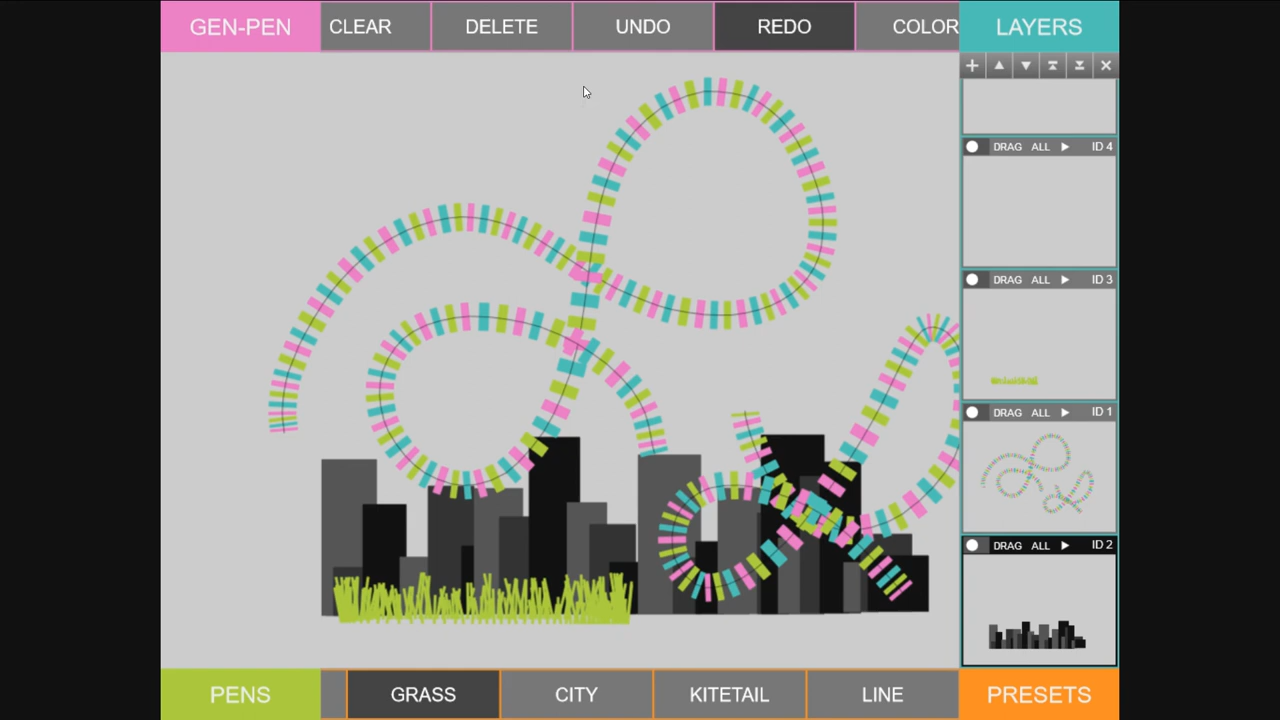 GEN-PEN CLEAR DELETE UNDO REDO COLOR LAYERS
DRAG ALL ID 4
DRAG ALL ID 3
DRAG ALL ID 1
DRAG ALL ID 2
PENS GRASS CITY KITETAIL LINE PRESETS